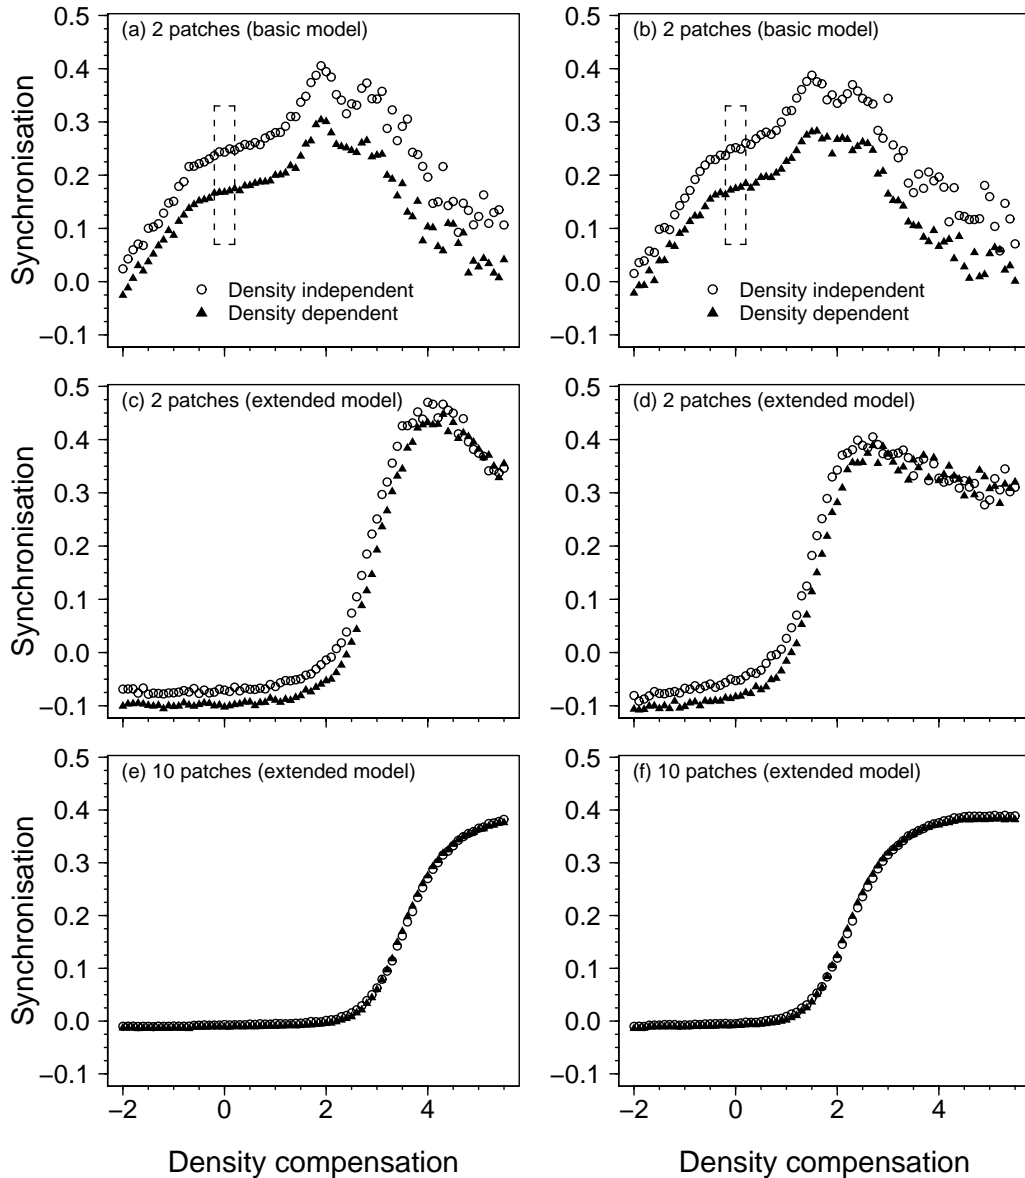 (a) 2 patches (basic model)
(b) 2 patches (basic model)
0.5
0.4
0.3
0.2
0.1
0.0
−0.1
Synchronisation
Density independent
Density dependent
0.5
0.4
0.3
0.2
0.1
0.0
−0.1
Synchronisation
Density independent
Density dependent
(c) 2 patches (extended model)
(d) 2 patches (extended model)
0.5
0.4
0.3
0.2
0.1
0.0
−0.1
Synchronisation
0.5
0.4
0.3
0.2
0.1
0.0
−0.1
Synchronisation
(e) 10 patches (extended model)
(f) 10 patches (extended model)
0.5
0.4
0.3
0.2
0.1
0.0
−0.1
Synchronisation
0.5
0.4
0.3
0.2
0.1
0.0
−0.1
Synchronisation
−2 0 2 4
−2 0 2 4
Density compensation
Density compensation